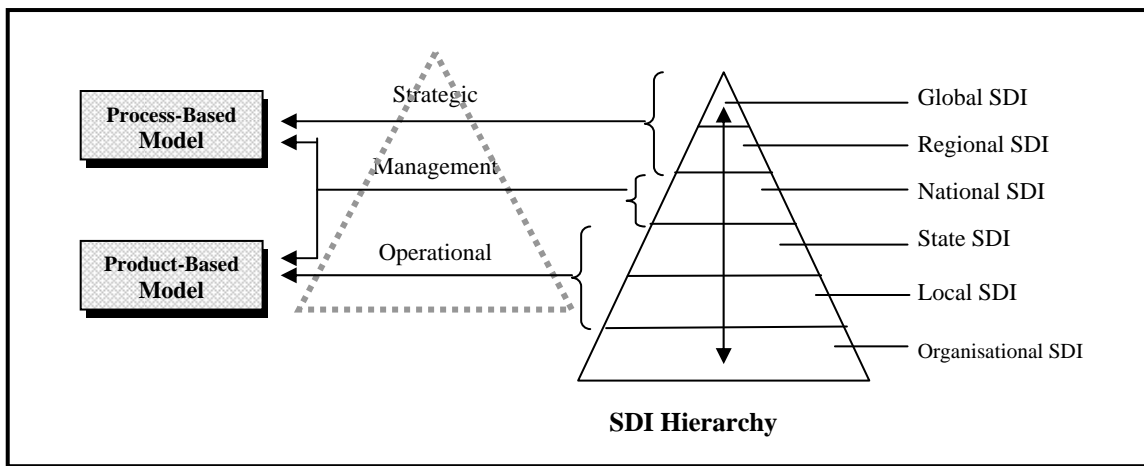 Process-Based
Model
Product-Based
Model
Strategic
Management
Operational
Global SDI
Regional SDI
National SDI
State SDI
Local SDI
Organisational SDI
SDI Hierarchy